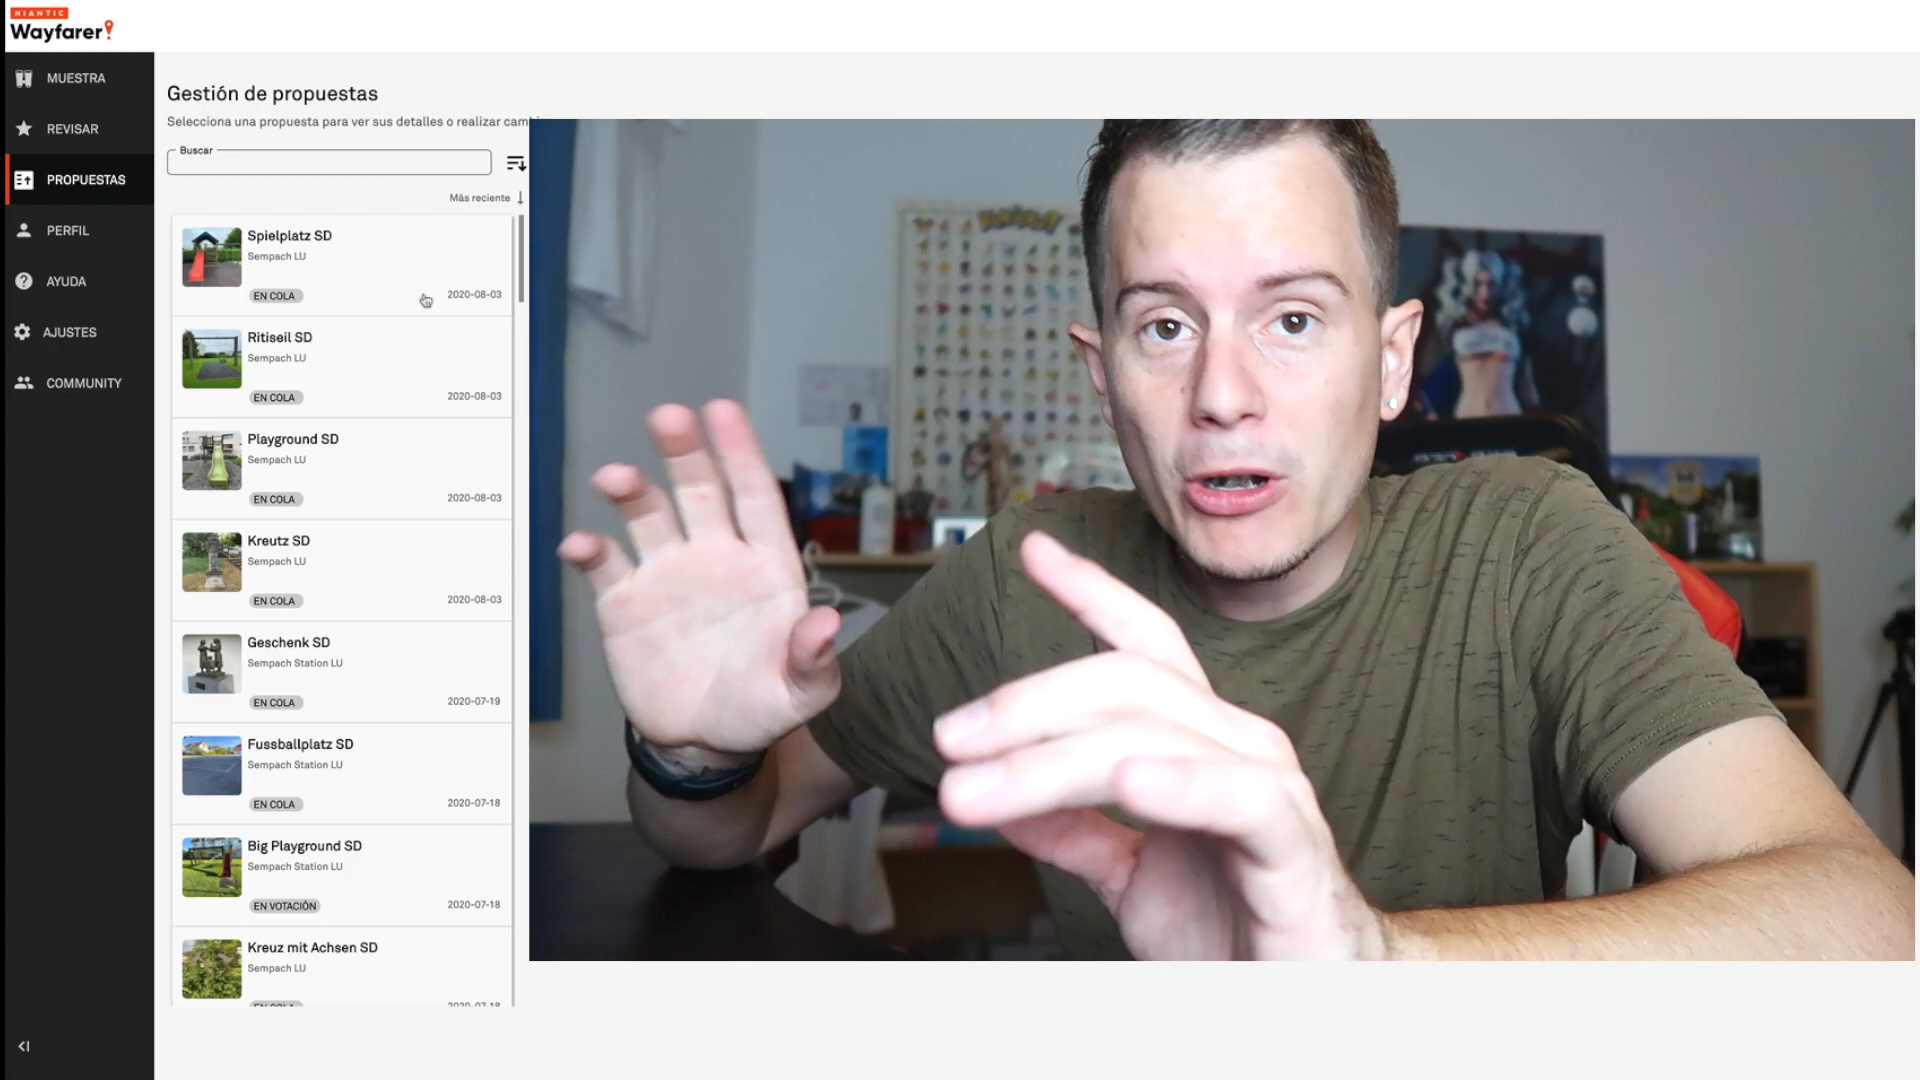 NIANTIC
Wayfarer
MUESTRA
REVISAR
PROPUESTAS
PERFIL
AYUDA
AJUSTES
COMMUNITY
Gestión de propuestas
Selecciona una propuesta para ver sus detalles o realizar
Buscar
Más reciente
Spielplatz SD
Sempach LU
EN COLA
2020-08-03
Ritiseil SD
Sempach LU
EN COLA
2020-08-03
Playground SD
Sempach LU
EN COLA
2020-08-03
Kreutz SD
Sempach LU
EN COLA
2020-08-03
Geschenk SD
Sempach Station LU
EN COLA
2020-07-19
Fussballplatz SD
Sempach Station LU
EN COLA
2020-07-18
Big Playground SD
Sempach Station LU
EN VOTACIÓN
2020-07-18
Kreuz mit Achsen SD
Sempach LU
EN COLA
2020-07-18